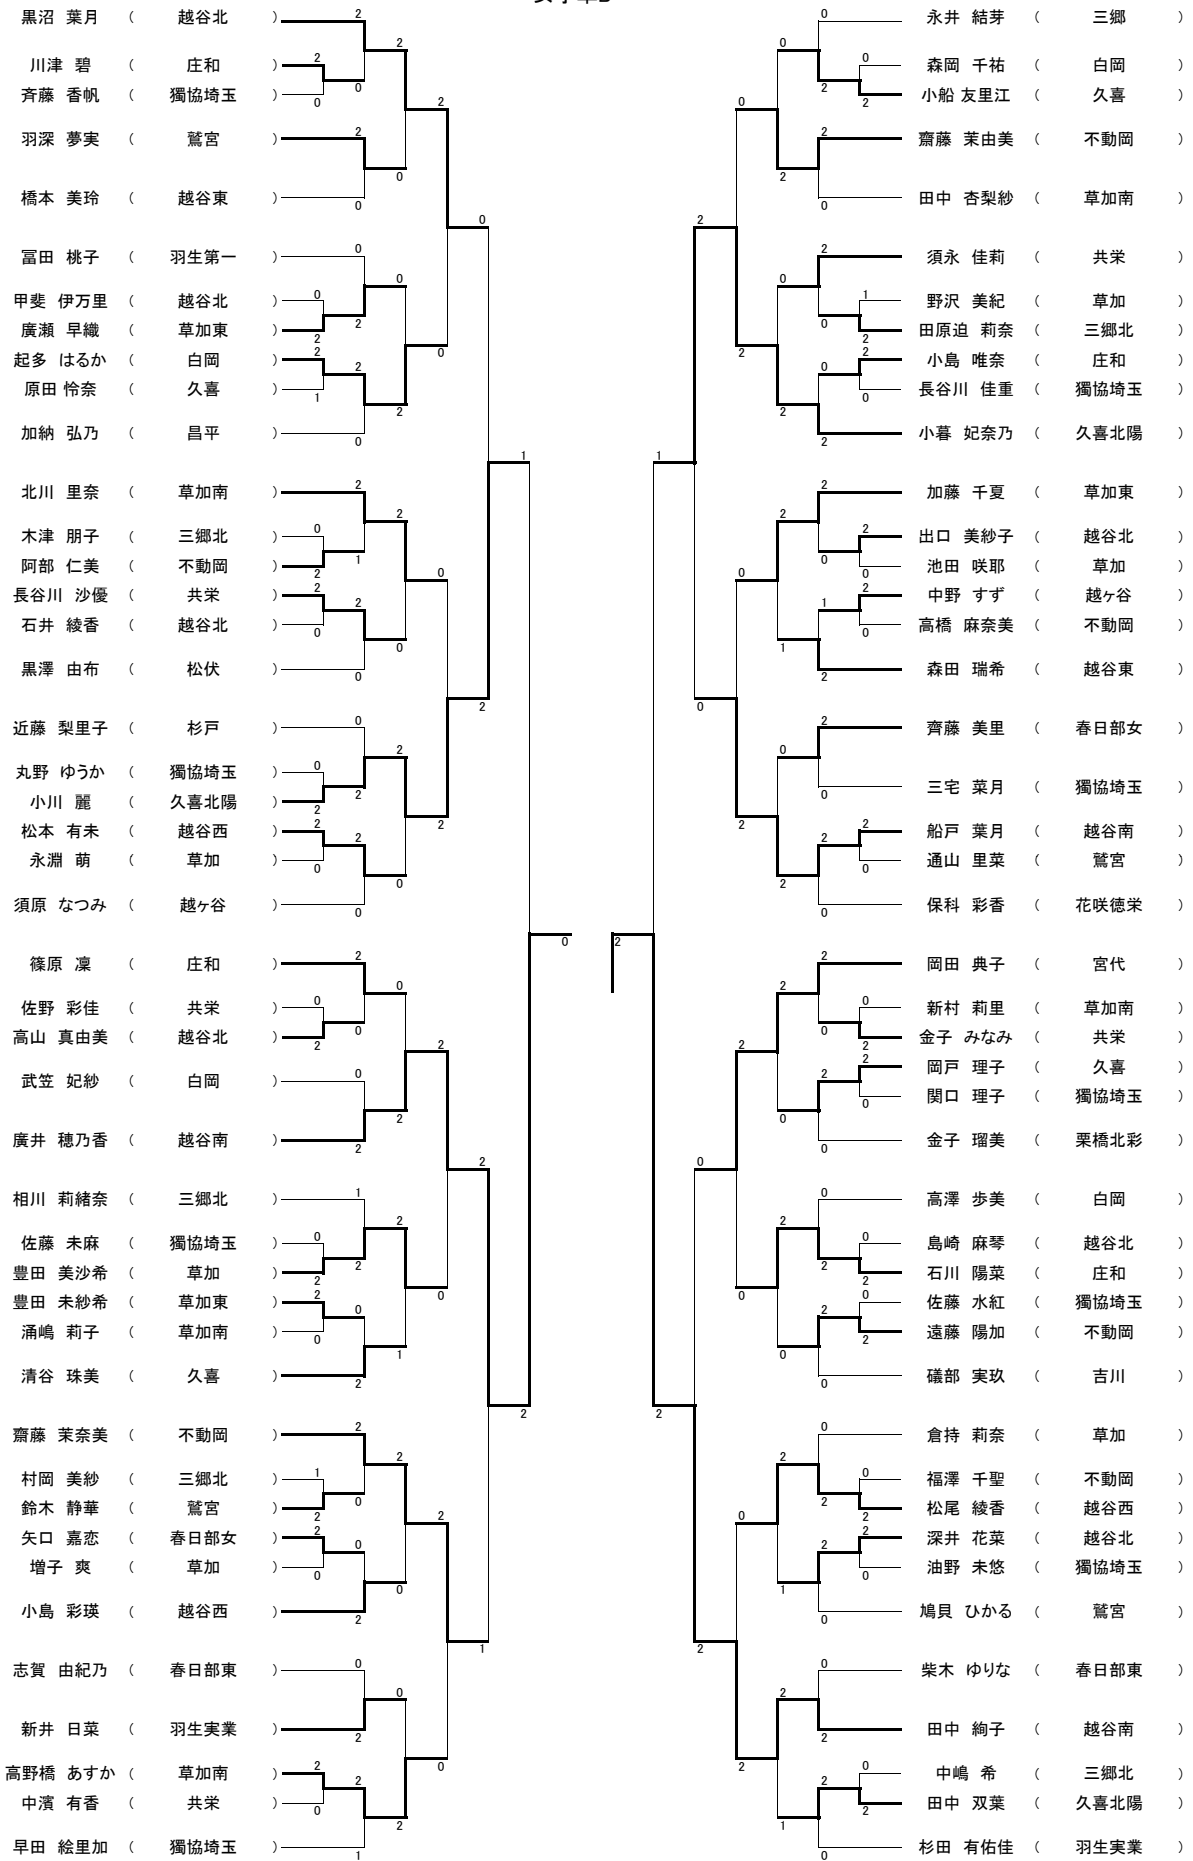 黒沼 葉月 ( 越谷北 )
川津 碧 ( 庄和 )
斉藤 香帆 ( 獨協埼玉 )
羽深 夢実 ( 鷲宮 )
橋本 美玲 ( 越谷東 )
冨田 桃子 ( 羽生第一 )
甲斐 伊万里 ( 越谷北 )
廣瀬 早織 ( 草加東 )
起多 はるか ( 白岡 )
原田 怜奈 ( 久喜 )
加納 弘乃 ( 昌平 )
北川 里奈 ( 草加南 )
木津 朋子 ( 三郷北 )
阿部 仁美 ( 不動岡 )
長谷川 沙優 ( 共栄 )
石井 綾香 ( 越谷北 )
黒澤 由布 ( 松伏 )
近藤 梨里子 ( 杉戸 )
丸野 ゆうか ( 獨協埼玉 )
小川 麗 ( 久喜北陽 )
松本 有未 ( 越谷西 )
永淵 萌 ( 草加 )
須原 なつみ ( 越ヶ谷 )
篠原 凜 ( 庄和 )
佐野 彩佳 ( 共栄 )
高山 真由美 ( 越谷北 )
武笠 妃紗 ( 白岡 )
廣井 穂乃香 ( 越谷南 )
相川 莉緒奈 ( 三郷北 )
佐藤 未麻 ( 獨協埼玉 )
豊田 美沙希 ( 草加 )
豊田 未紗希 ( 草加東 )
涌嶋 莉子 ( 草加南 )
清谷 珠美 ( 久喜 )
齋藤 茉奈美 ( 不動岡 )
村岡 美紗 ( 三郷北 )
鈴木 静華 ( 鷲宮 )
矢口 嘉恋 ( 春日部女 )
増子 爽 ( 草加 )
小島 彩瑛 ( 越谷西 )
志賀 由紀乃 ( 春日部東 )
新井 日菜 ( 羽生実業 )
高野橋 あすか ( 草加南 )
中濱 有香 ( 共栄 )
早田 絵里加 ( 獨協埼玉 )
永井 結芽 ( 三郷 )
森岡 千祐 ( 白岡 )
小船 友里江 ( 久喜 )
齋藤 茉由美 ( 不動岡 )
田中 杏梨紗 ( 草加南 )
須永 佳莉 ( 共栄 )
野沢 美紀 ( 草加 )
田原迫 莉奈 ( 三郷北 )
小島 唯奈 ( 庄和 )
長谷川 佳重 ( 獨協埼玉 )
小暮 妃奈乃 ( 久喜北陽 )
加藤 千夏 ( 草加東 )
出口 美紗子 ( 越谷北 )
池田 咲耶 ( 草加 )
中野 すず ( 越ヶ谷 )
高橋 麻奈美 ( 不動岡 )
森田 瑞希 ( 越谷東 )
齊藤 美里 ( 春日部女 )
三宅 菜月 ( 獨協埼玉 )
船戸 葉月 ( 越谷南 )
通山 里菜 ( 鷲宮 )
保科 彩香 ( 花咲徳栄 )
岡田 典子 ( 宮代 )
新村 莉里 ( 草加南 )
金子 みなみ ( 共栄 )
岡戸 理子 ( 久喜 )
関口 理子 ( 獨協埼玉 )
金子 瑠美 ( 栗橋北彩 )
高澤 歩美 ( 白岡 )
島崎 麻琴 ( 越谷北 )
石川 陽菜 ( 庄和 )
佐藤 水紅 ( 獨協埼玉 )
遠藤 陽加 ( 不動岡 )
礒部 実玖 ( 吉川 )
倉持 莉奈 ( 草加 )
福澤 千聖 ( 不動岡 )
松尾 綾香 ( 越谷西 )
深井 花菜 ( 越谷北 )
油野 未悠 ( 獨協埼玉 )
鳩貝 ひかる ( 鷲宮 )
柴木 ゆりな ( 春日部東 )
田中 絢子 ( 越谷南 )
中嶋 希 ( 三郷北 )
田中 双葉 ( 久喜北陽 )
杉田 有佑佳 ( 羽生実業 )